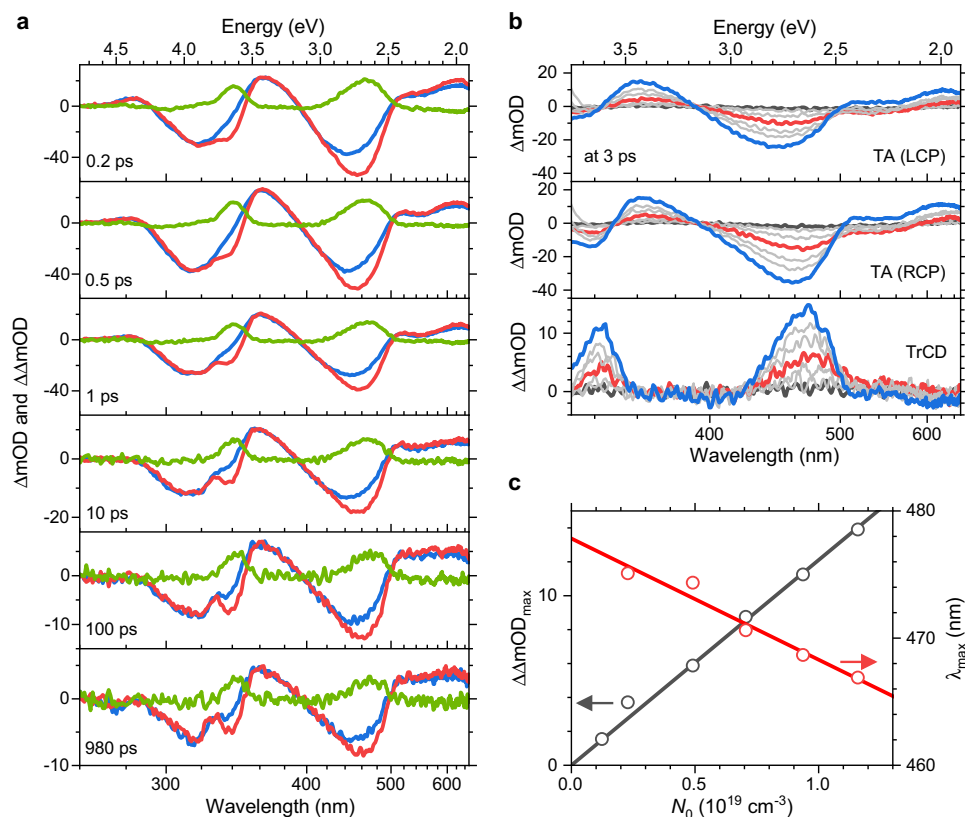 a
Energy (eV)
4.5 4.0 3.5 3.0 2.5 2.0
0
-40
0.2 ps
0
-40
0.5 ps
0
-40
1 ps
0
-20
10 ps
0
-10
100 ps
0
-10
980 ps
300 400 500
Wavelength (nm)
ΔmOD and ΔΔmOD
b
Energy (eV)
3.5 3.0 2.5 2.0
20
0
-20
-40
ΔmOD
at 3 ps
TA (LCP)
20
0
-20
-40
ΔmOD
TA (RCP)
10
0
ΔΔmOD
TrCD
400 500 600
Wavelength (nm)
c
10
0
ΔΔmODmax
480
470
460
λmax (nm)
0.0 0.5 1.0
N0 (10^19 cm^-3)